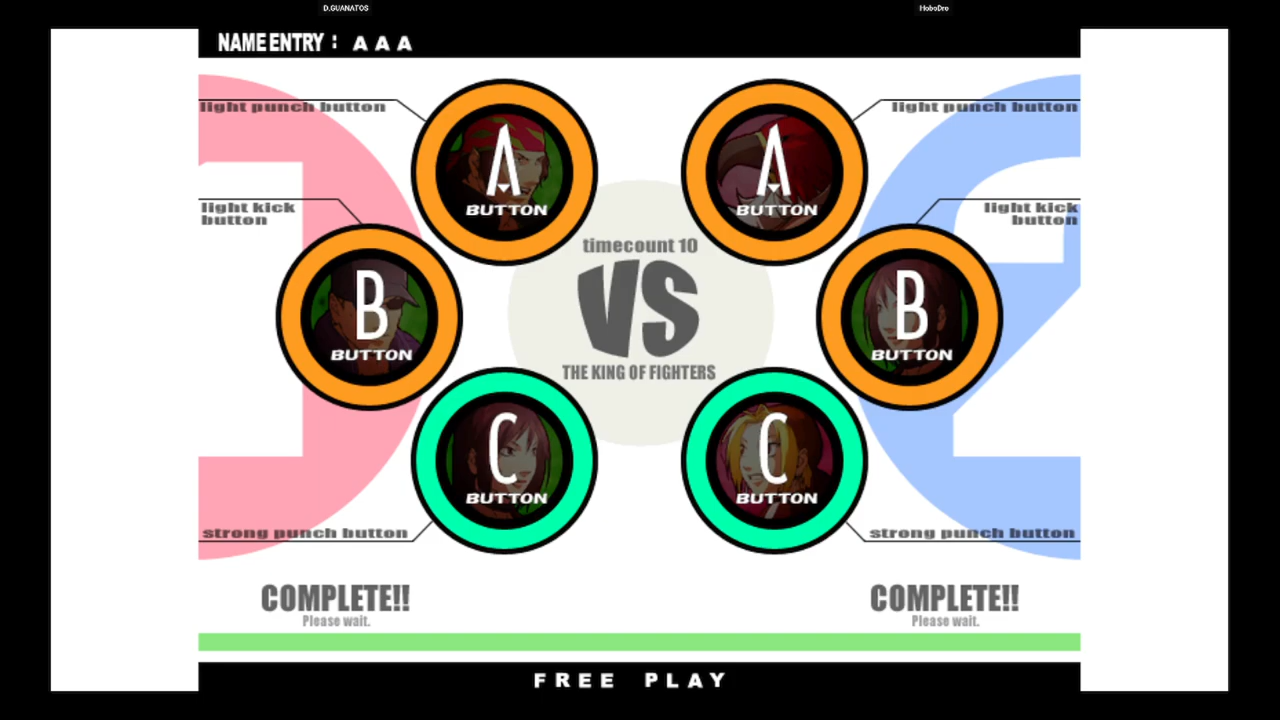 D.GUANATOS
HoboDro
NAME ENTRY : A A A
light punch button
light punch button
A
BUTTON
A
BUTTON
light kick
button
light kick
button
B
BUTTON
timecount 10
VS
THE KING OF FIGHTERS
B
BUTTON
C
BUTTON
C
BUTTON
strong punch button
strong punch button
COMPLETE!!
Please wait.
COMPLETE!!
Please wait.
FREE PLAY